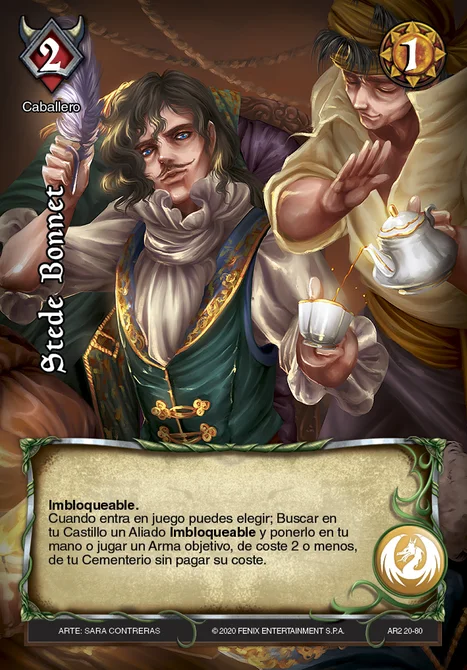 2
1
Caballero
Stede Bonnet
Imbloqueable.
Cuando entra en juego puedes elegir; Buscar en
tu Castillo un Aliado Imbloqueable y ponerlo en tu
mano o jugar un Arma objetivo, de coste 2 o menos,
de tu Cementerio sin pagar su coste.
ARTE: SARA CONTRERAS
©2020 FENIX ENTERTAINMENT S.P.A.
AR2 20-80